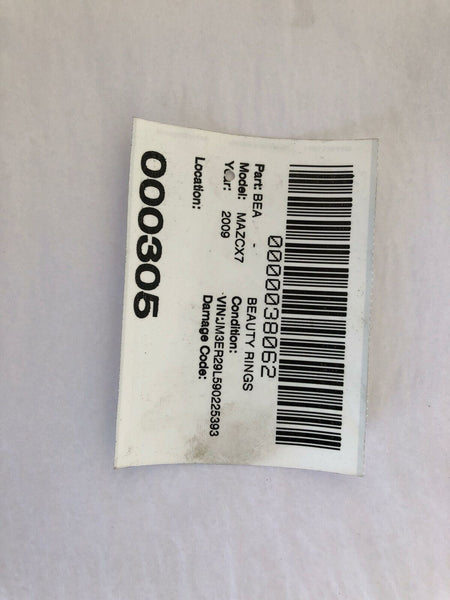 0000038062
Part: BEA - BEAUTY RINGS
Model: MAZCX7 Condition:
Year: 2009 VIN:JM3ER29L590225393
Damage Code:
Location:
000305